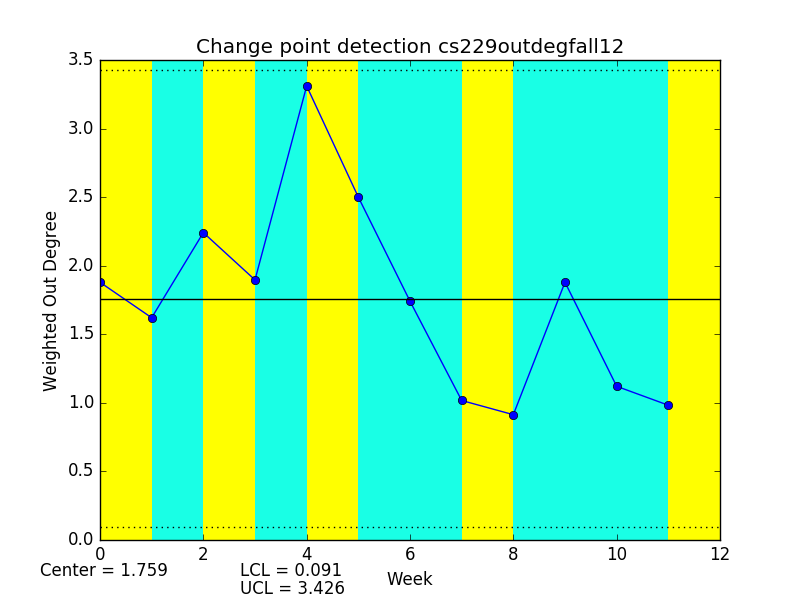 Change point detection cs229outdegfall12
3.5
3.0
2.5
2.0
1.5
1.0
0.5
0.0
Weighted Out Degree
0 2 4 6 8 10 12
Center = 1.759
LCL = 0.091
UCL = 3.426
Week